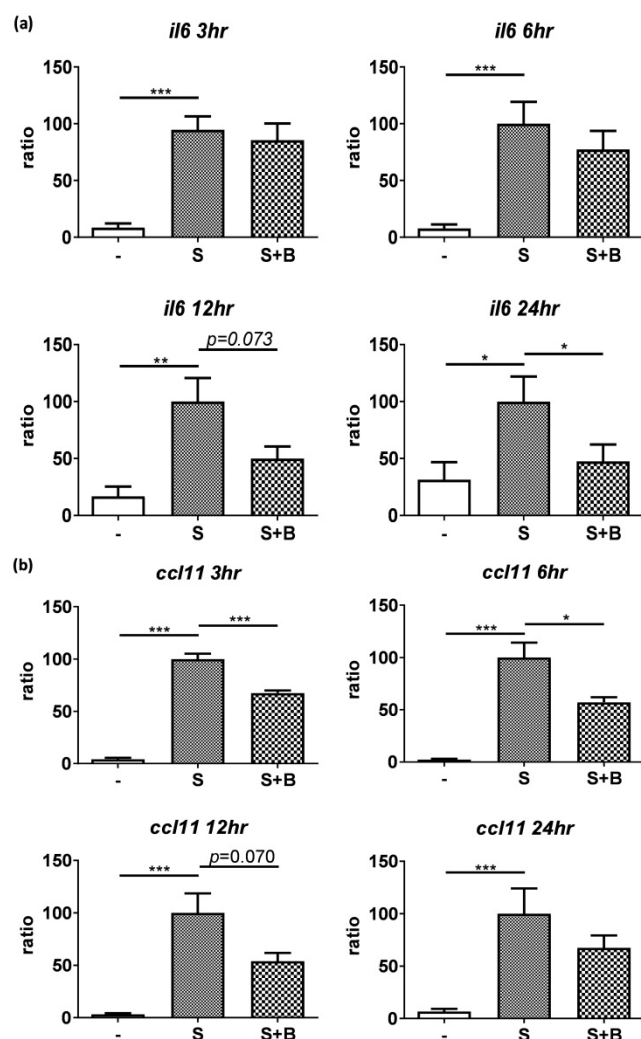 (a)
il6 3hr
il6 6hr
150
100
50
0
ratio
***
-
S
S+B
150
100
50
0
ratio
***
-
S
S+B
il6 12hr
il6 24hr
150
100
50
0
ratio
**
p=0.073
-
S
S+B
150
100
50
0
ratio
*
*
-
S
S+B
(b)
ccl11 3hr
ccl11 6hr
150
100
50
0
ratio
***
***
-
S
S+B
150
100
50
0
ratio
***
*
-
S
S+B
ccl11 12hr
ccl11 24hr
150
100
50
0
ratio
***
p=0.070
-
S
S+B
150
100
50
0
ratio
***
-
S
S+B